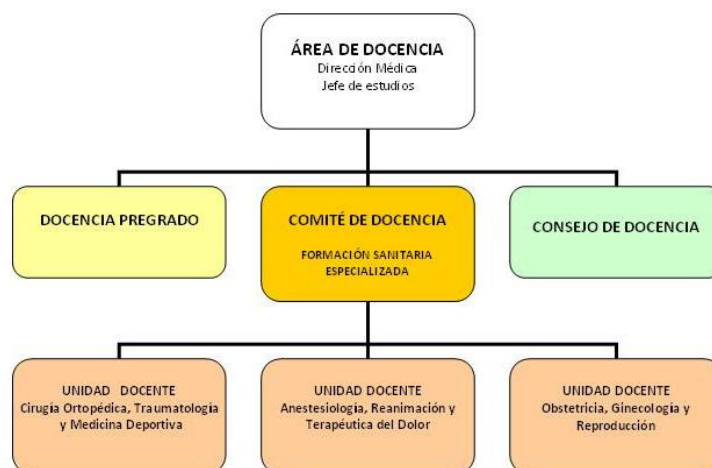 ÁREA DE DOCENCIA
Dirección Médica
Jefe de estudios
DOCENCIA PREGRADO
COMITÉ DE DOCENCIA
FORMACIÓN SANITARIA
ESPECIALIZADA
CONSEJO DE DOCENCIA
UNIDAD DOCENTE
Cirugía Ortopédica, Traumatología
y Medicina Deportiva
UNIDAD DOCENTE
Anestesiología, Reanimación y
Terapéutica del Dolor
UNIDAD DOCENTE
Obstetricia, Ginecología y
Reproducción